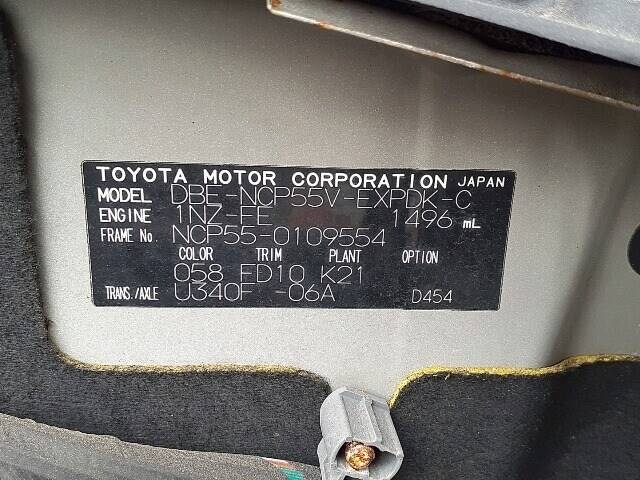 TOYOTA MOTOR CORPORATION JAPAN
MODEL DBE-NCP55V-EXPDK-C
ENGINE 1NZ-FE 1496 mL
FRAME No. NCP55-0109554
COLOR TRIM PLANT OPTION
058 FD10 K21
TRANS./AXLE U340F -06A D454